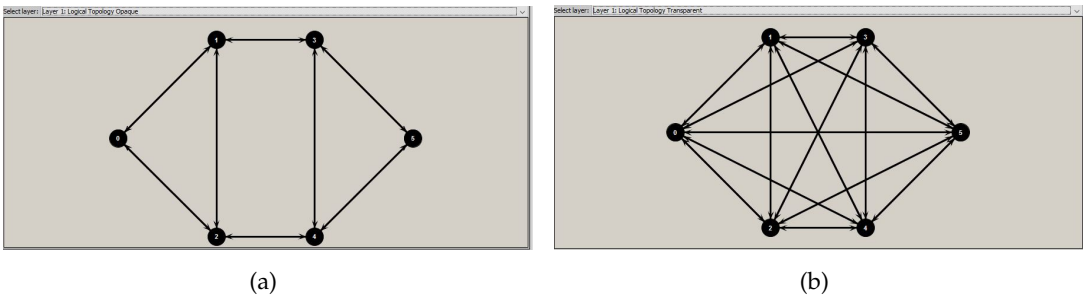 Select layer: Layer 1: Logical Topology Opaque
1 3
0 5
2 4
(a)
Select layer: Layer 1: Logical Topology Transparent
1 3
0 5
2 4
(b)